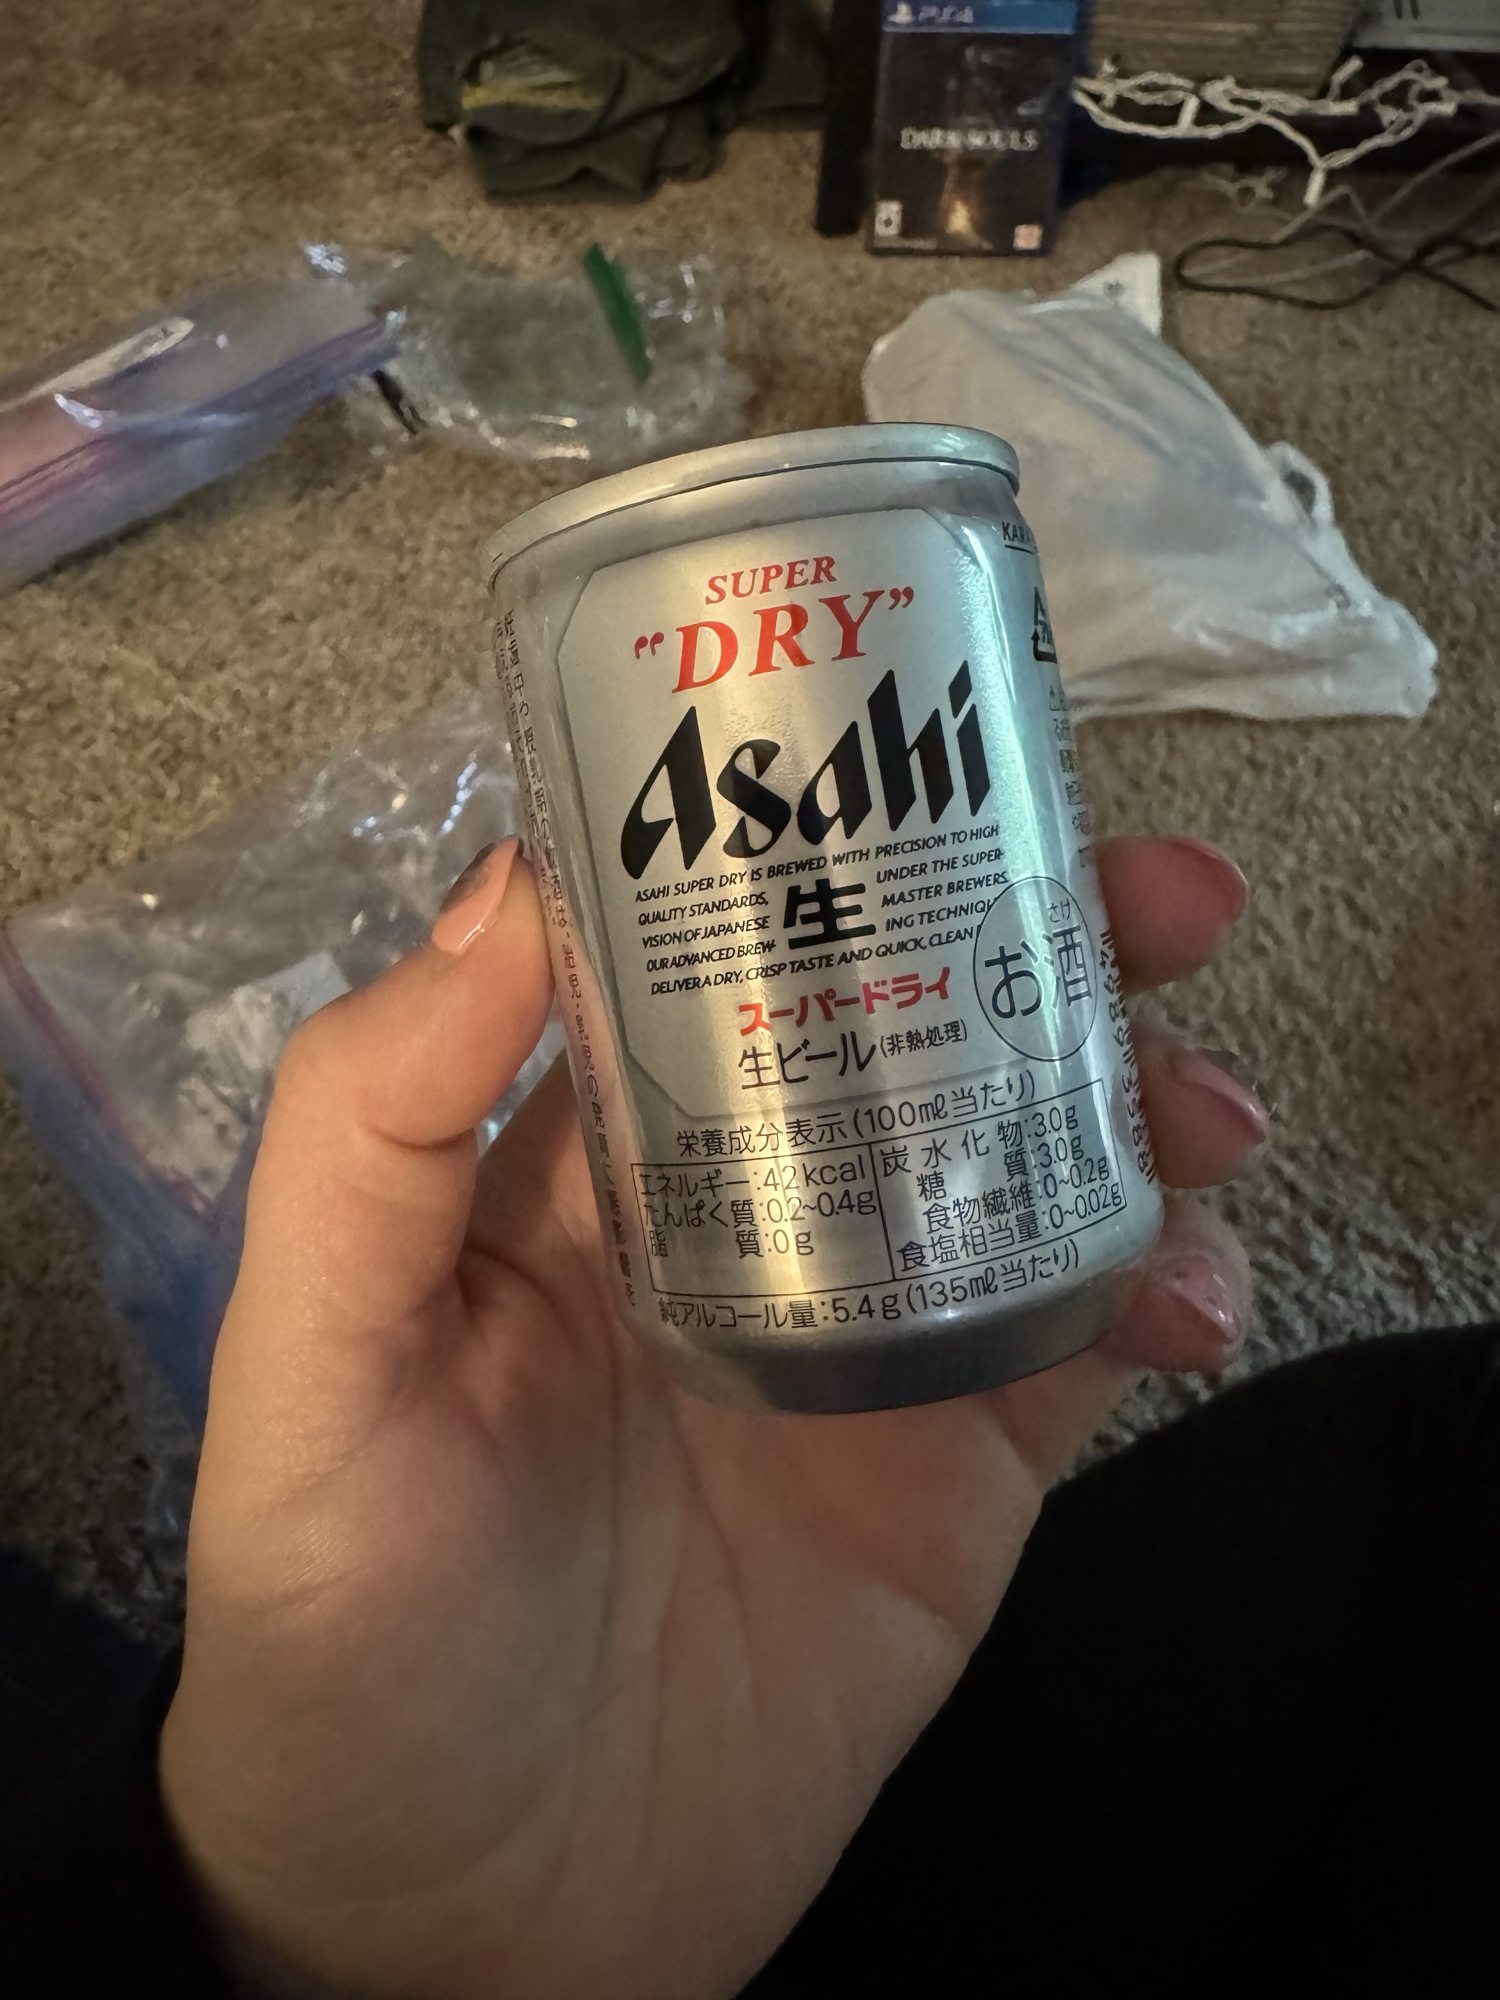 PS4
DARK SOULS
SUPER
"DRY"
Asahi
ASAHI SUPER DRY IS BREWED WITH PRECISION TO HIGH
QUALITY STANDARDS, UNDER THE SUPER-
VISION OF JAPANESE MASTER BREWERS.
OUR ADVANCED BREW- ING TECHNIQU
DELIVER A DRY, CRISP TASTE AND QUICK, CLEAN
生
さけ
お酒
スーパードライ
生ビール(非熱処理)
栄養成分表示(100ml当たり)
エネルギー:42kcal
たんぱく質:0.2~0.4g
脂質:0g
炭水化物:3.0g
糖質:3.0g
食物繊維:0~0.2g
食塩相当量:0~0.02g
純アルコール量:5.4g(135ml当たり)